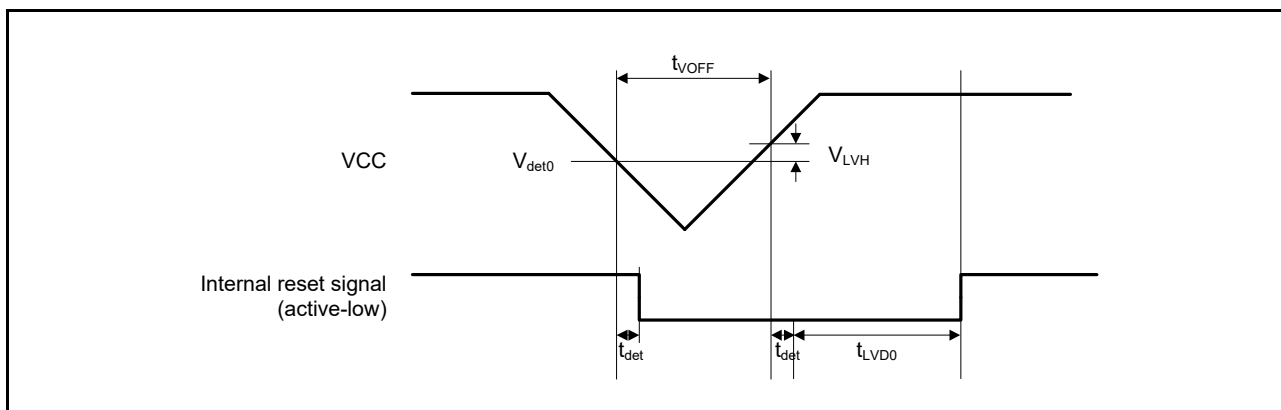 tVOFF
VCC
Vdet0
VLVH
Internal reset signal
(active-low)
tdet
tdet
tLVD0